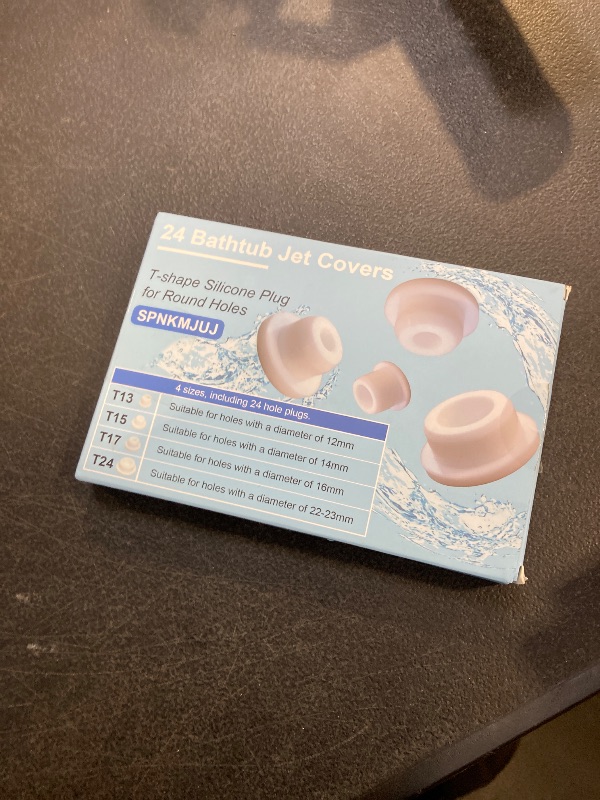 24 Bathtub Jet Covers
T-shape Silicone Plug
for Round Holes
SPNKMJUJ
4 sizes, including 24 hole plugs.
T13 Suitable for holes with a diameter of 12mm
T15 Suitable for holes with a diameter of 14mm
T17 Suitable for holes with a diameter of 16mm
T24 Suitable for holes with a diameter of 22-23mm